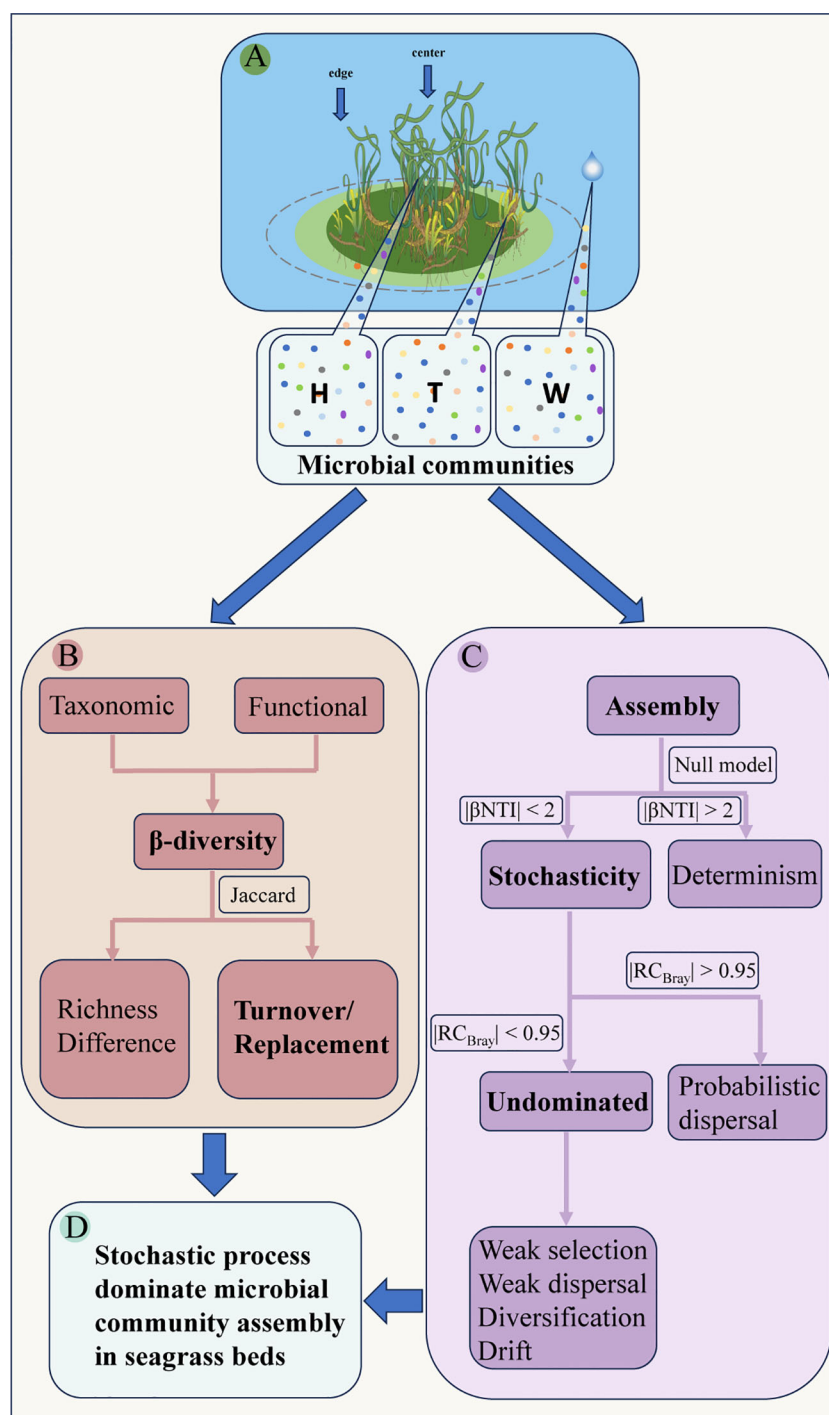 A
edge
center
H
T
W
Microbial communities
B
Taxonomic
Functional
β-diversity
Jaccard
Richness
Difference
Turnover/
Replacement
C
Assembly
Null model
|βNTI| < 2
|βNTI| > 2
Stochasticity
Determinism
|RCBray| > 0.95
|RCBray| < 0.95
Undominated
Probabilistic
dispersal
Weak selection
Weak dispersal
Diversification
Drift
D
Stochastic process
dominate microbial
community assembly
in seagrass beds